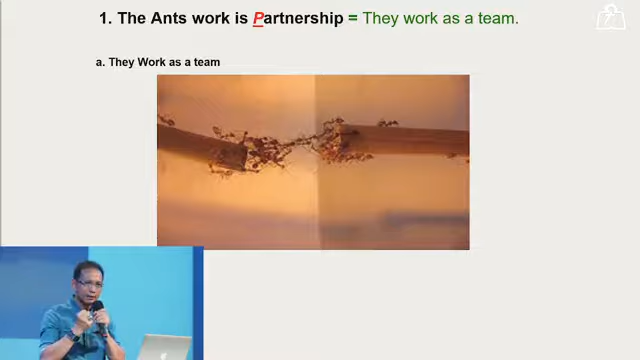 1. The Ants work is Partnership = They work as a team.
a. They Work as a team